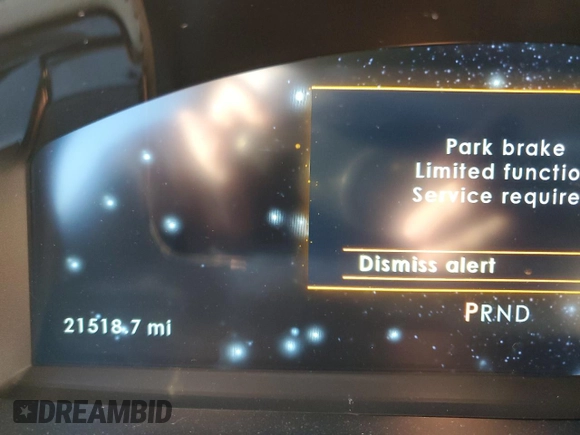 Park brake
Limited functio
Service require
Dismiss alert
PRND
21518.7 mi
DREAMBID